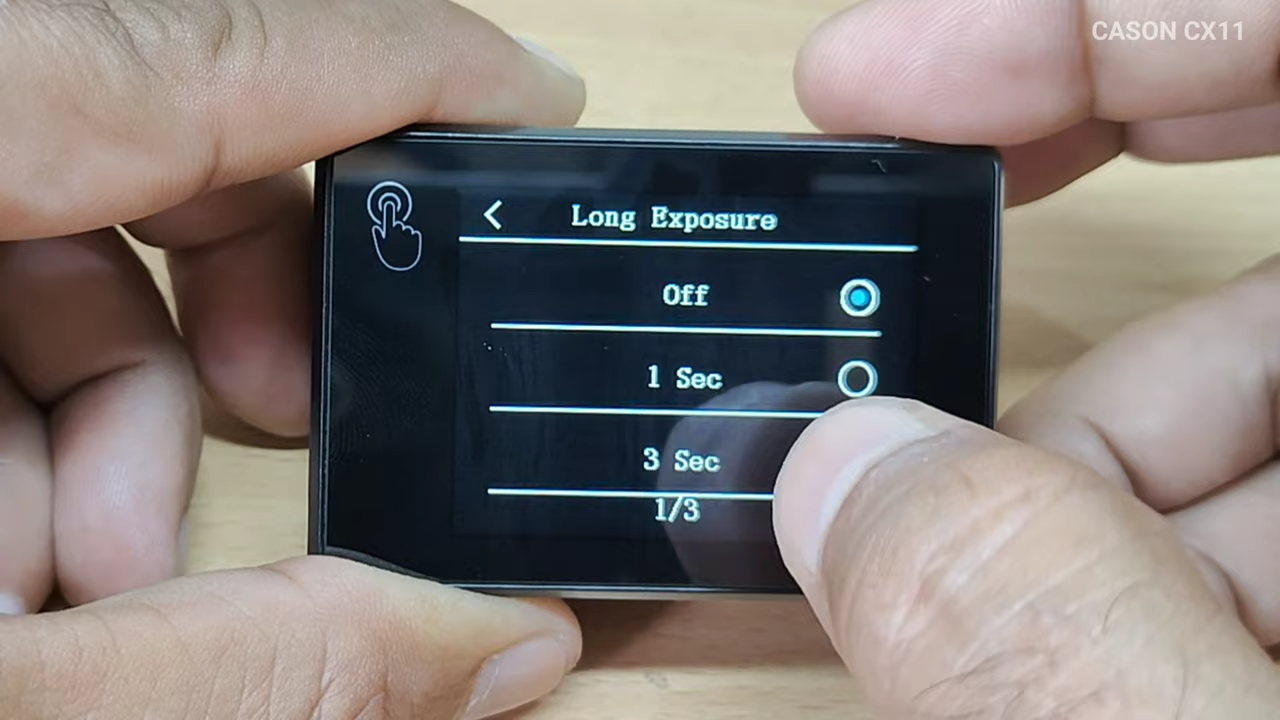 CASON CX11
Long Exposure
Off
1 Sec
3 Sec
1/3